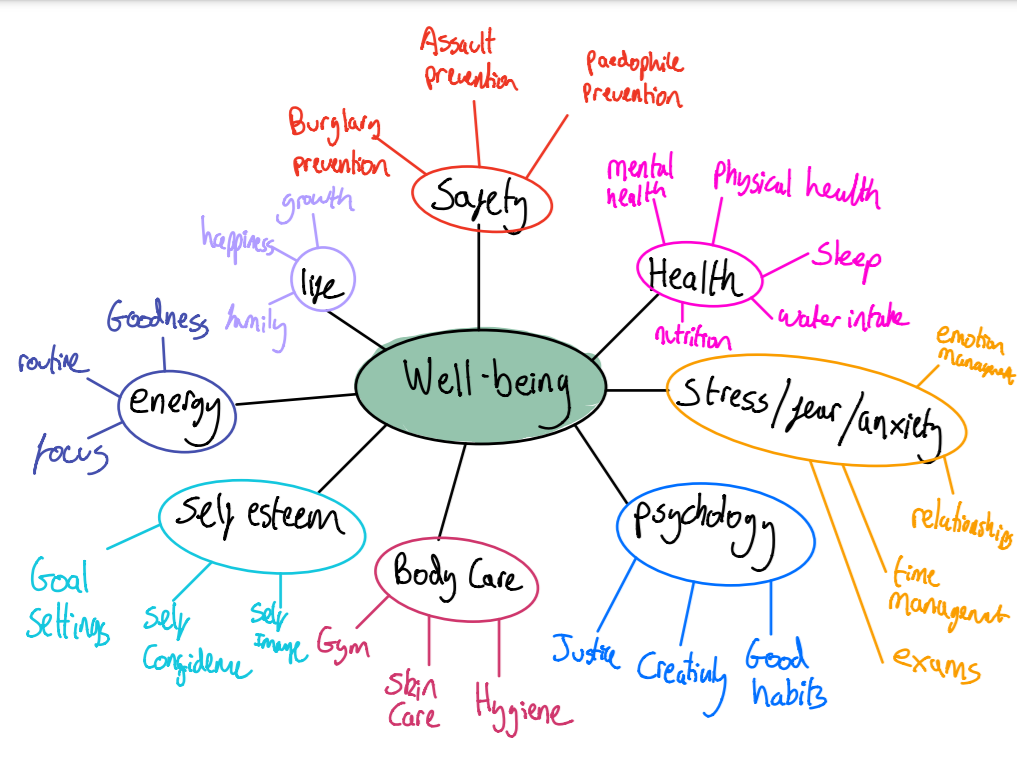 Well-being
Safety
Burglary
prevention
Assault
prevention
paedophile
prevention
Health
mental
health
physical health
Sleep
water intake
nutrition
Stress/fear/anxiety
emotion
management
relationships
time
management
exams
psychology
Justice
Creativity
Good
habits
Body Care
Gym
Skin
Care
Hygiene
Self esteem
Goal
Settings
Self
Confidence
Self
Image
energy
Goodness
routine
focus
life
growth
happiness
family